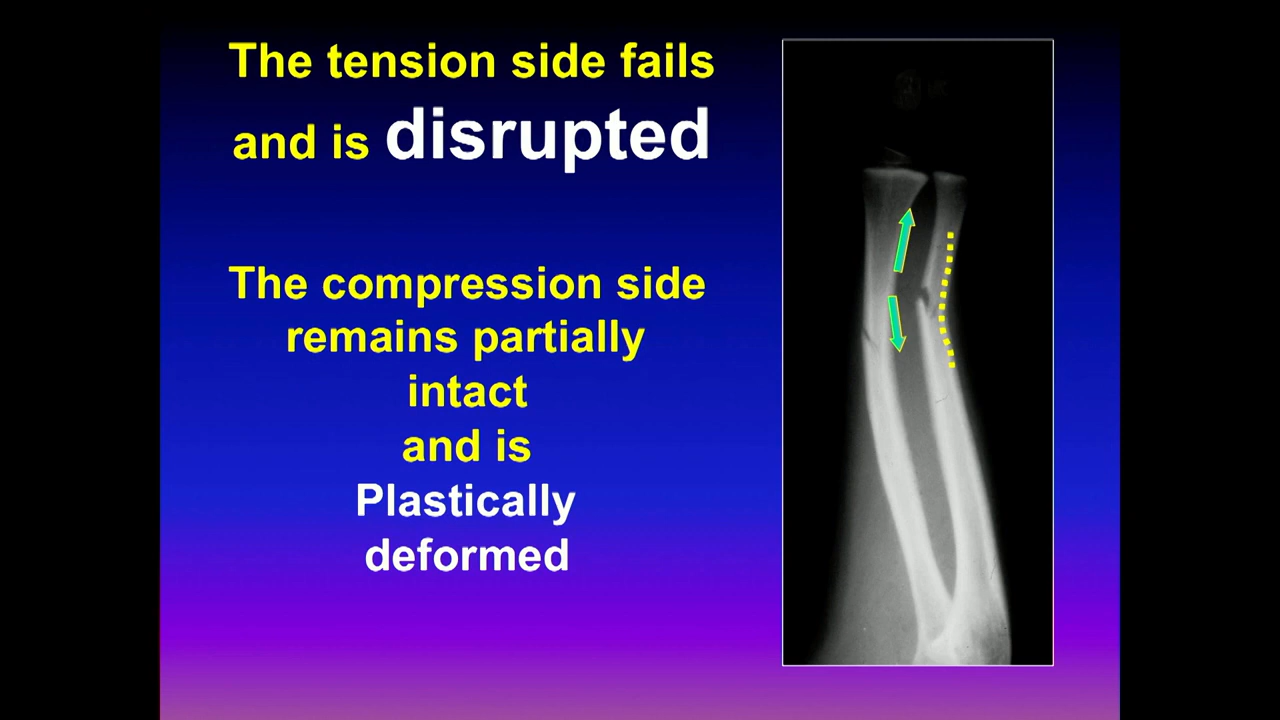 The tension side fails
and is disrupted
The compression side
remains partially
intact
and is
Plastically
deformed